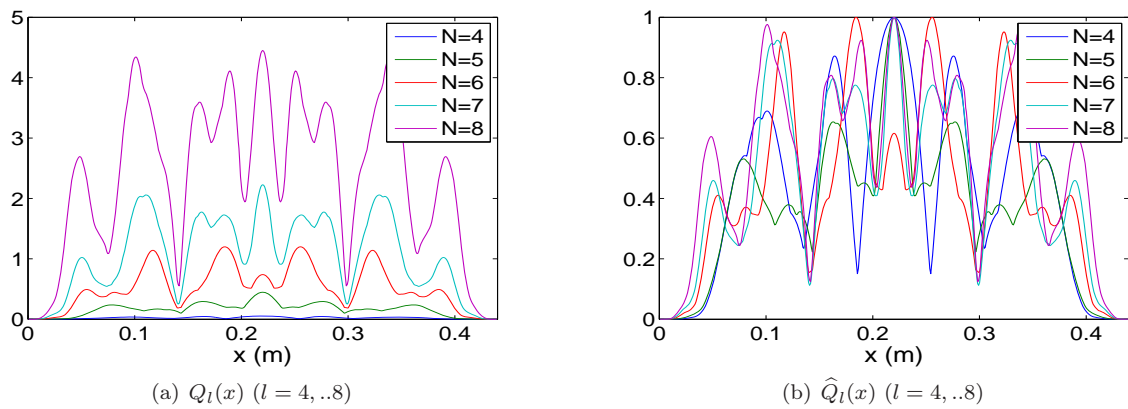 5
4
3
2
1
0
0
0.1
0.2
0.3
0.4
x (m)
N=4
N=5
N=6
N=7
N=8
(a) Q_l(x) (l = 4, ..8)
1
0.8
0.6
0.4
0.2
0
0
0.1
0.2
0.3
0.4
x (m)
N=4
N=5
N=6
N=7
N=8
(b) Q̂_l(x) (l = 4, ..8)